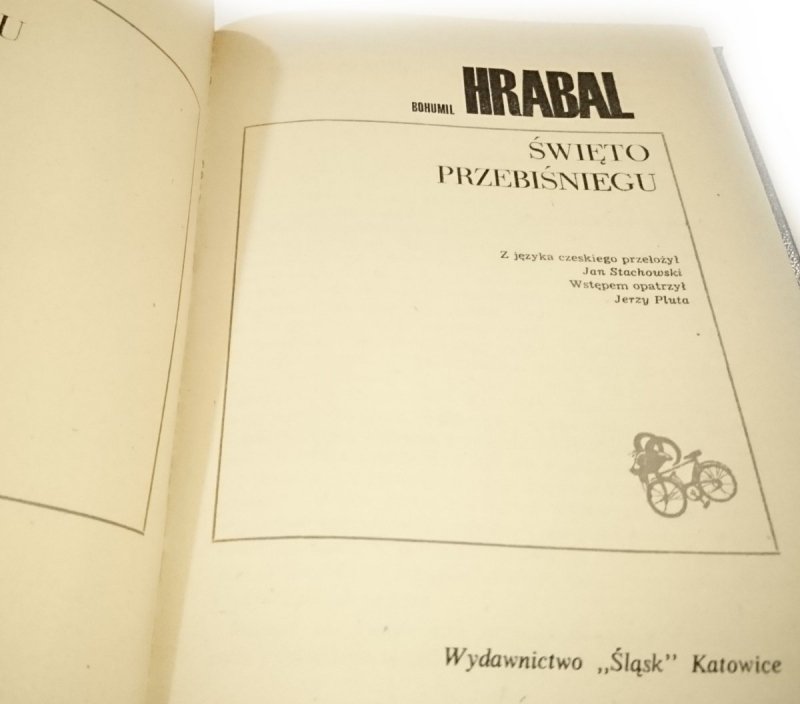 U
BOHUMIL HRABAL
ŚWIĘTO
PRZEBIŚNIEGU
Z języka czeskiego przełożył
Jan Stachowski
Wstępem opatrzył
Jerzy Pluta
Wydawnictwo „Śląsk” Katowice